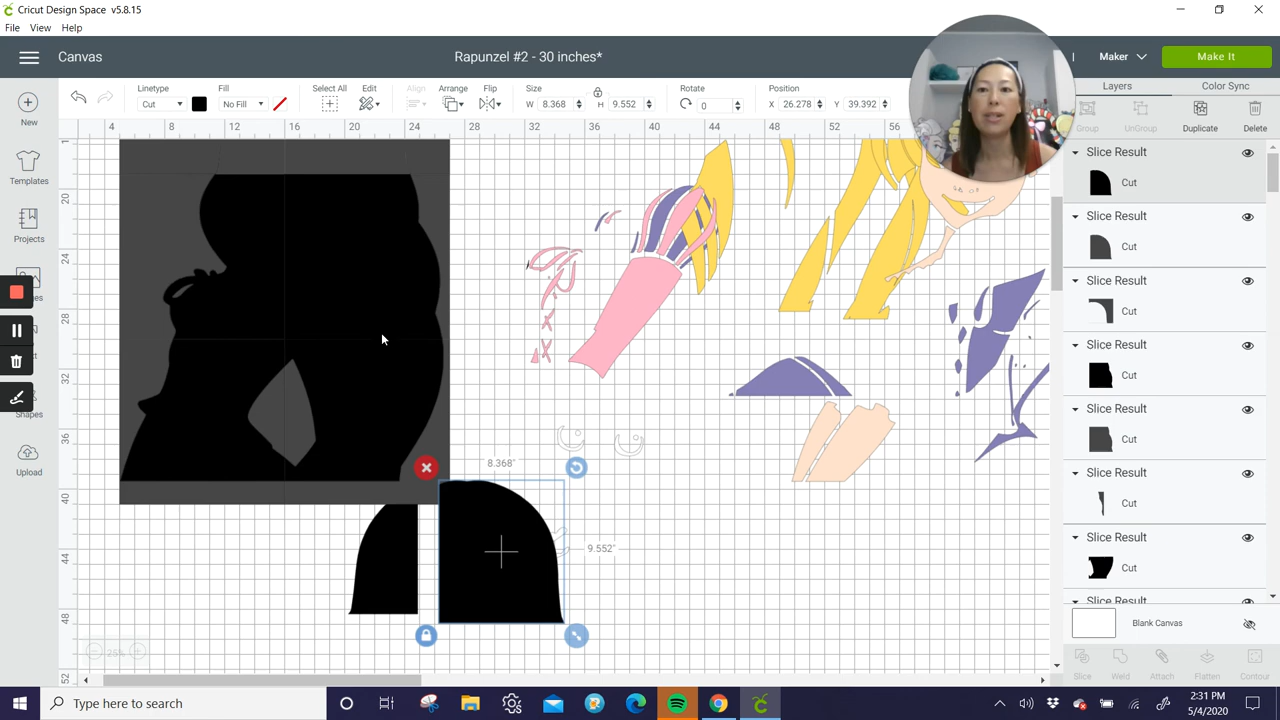 Cricut Design Space v5.8.15
File View Help
Canvas
Rapunzel #2 - 30 inches*
Maker
Make It
Linetype
Cut
Fill
No Fill
Select All
Edit
Align
Arrange
Flip
Size
W 8.368
H 9.552
Rotate
0
Position
X 26.278
Y 39.392
Layers
Color Sync
Group
UnGroup
Duplicate
Delete
4 8 12 16 20 24 28 32 36 40 44 48 52 56
20
24
28
32
36
40
44
48
52
New
Templates
Projects
Shapes
Upload
8.368"
9.552"
25%
Slice Result
Cut
Slice Result
Cut
Slice Result
Cut
Slice Result
Cut
Slice Result
Cut
Slice Result
Cut
Slice Result
Cut
Slice Result
Blank Canvas
Slice
Weld
Attach
Flatten
Contour
Type here to search
2:31 PM
5/4/2020